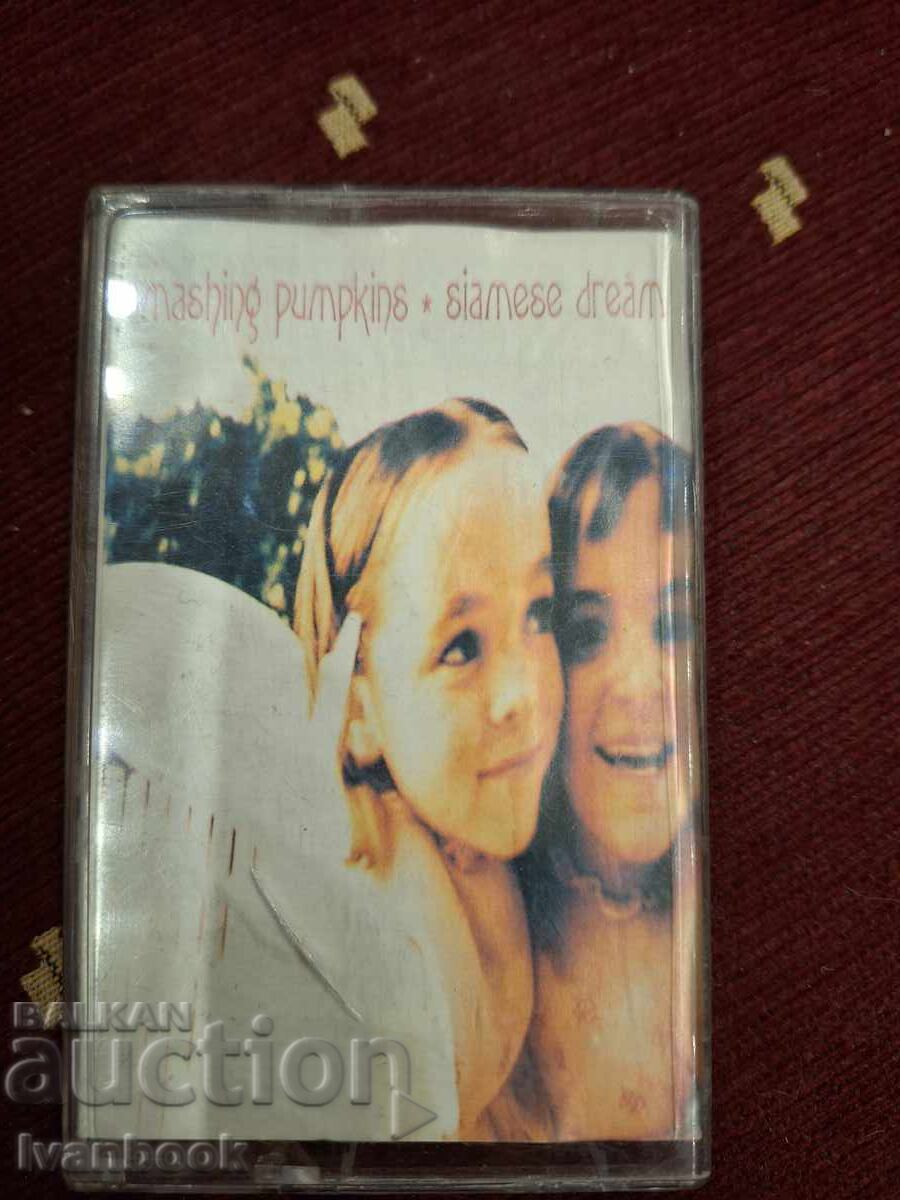 mashing pumpkins * siamese dream
BALKAN
auction
Ivanbook